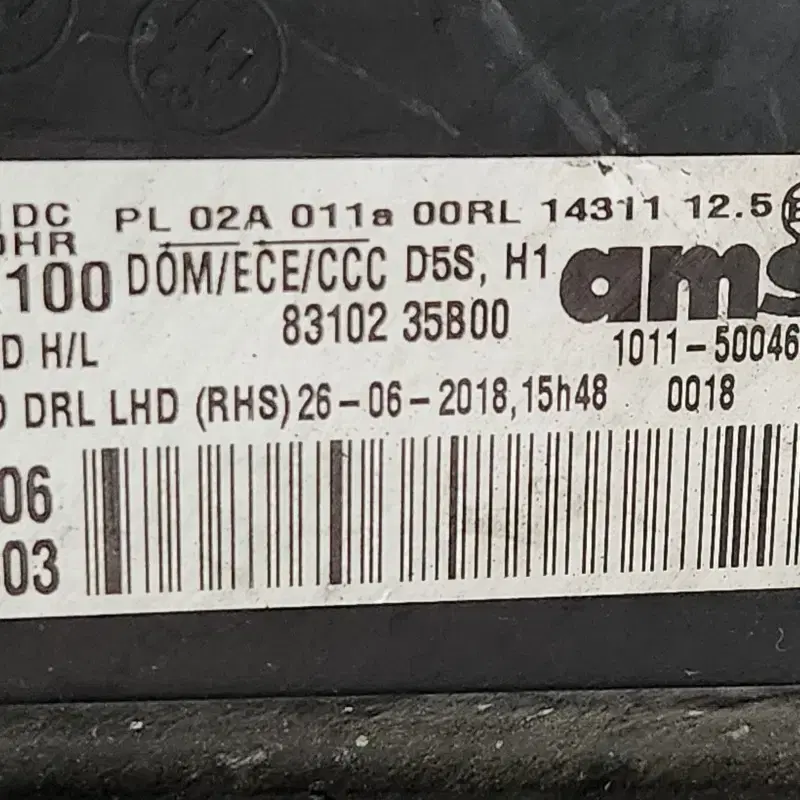 DC PL 02A 011a 00RL 14311 12.5
HR
100 DOM/ECE/CCC D5S, H1 ams
D H/L 83102 35B00 1011-50046
DRL LHD (RHS) 26-06-2018,15h48 0018
06
03